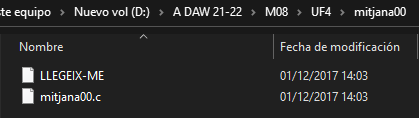 ste equipo > Nuevo vol (D:) > A DAW 21-22 > M08 > UF4 > mitjana00
Nombre Fecha de modificación
LLEGEIX-ME 01/12/2017 14:03
mitjana00.c 01/12/2017 14:03